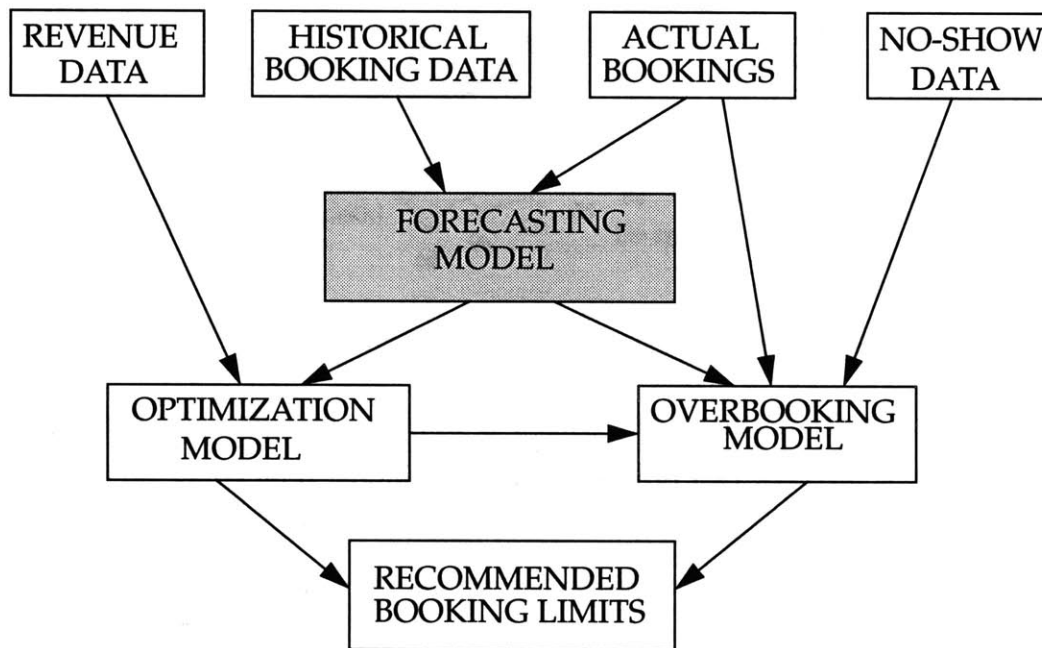 REVENUE
DATA
HISTORICAL
BOOKING DATA
ACTUAL
BOOKINGS
NO-SHOW
DATA
FORECASTING
MODEL
OPTIMIZATION
MODEL
OVERBOOKING
MODEL
RECOMMENDED
BOOKING LIMITS